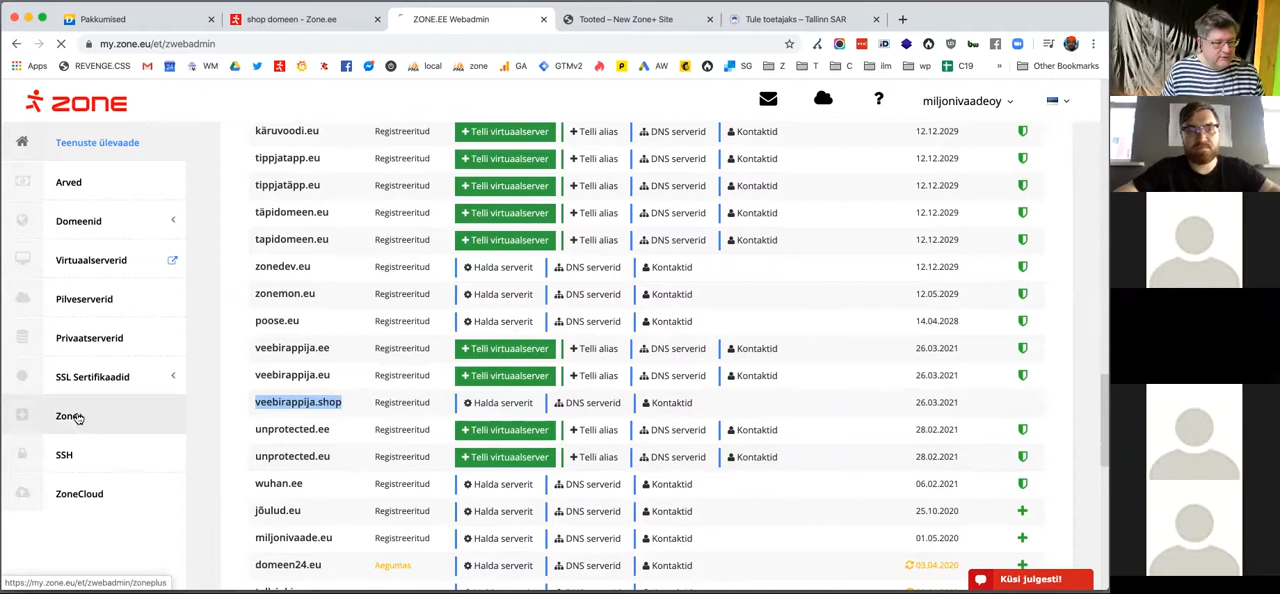 Pakkumised
shop domeen - Zone.ee
ZONE.EE Webadmin
Tooted – New Zone+ Site
Tule toetajaks – Tallinn SAR
my.zone.eu/et/zwebadmin
Apps REVENGE.CSS WM local zone GA GTMv2 AW SG Z T C ilm wp C19 » Other Bookmarks
ZONE
miljonivaadeoy
Teenuste ülevaade
Arved
Domeenid
Virtuaalserverid
Pilveserverid
Privaatserverid
SSL Sertifikaadid
Zone+
SSH
ZoneCloud
käruvoodi.eu Registreeritud + Telli virtuaalserver + Telli alias DNS serverid Kontaktid 12.12.2029
tippjatapp.eu Registreeritud + Telli virtuaalserver + Telli alias DNS serverid Kontaktid 12.12.2029
tippjatäpp.eu Registreeritud + Telli virtuaalserver + Telli alias DNS serverid Kontaktid 12.12.2029
täpidomeen.eu Registreeritud + Telli virtuaalserver + Telli alias DNS serverid Kontaktid 12.12.2029
tapidomeen.eu Registreeritud + Telli virtuaalserver + Telli alias DNS serverid Kontaktid 12.12.2029
zonedev.eu Registreeritud Halda serverit DNS serverid Kontaktid 12.12.2029
zonemon.eu Registreeritud Halda serverit DNS serverid Kontaktid 12.05.2029
poose.eu Registreeritud Halda serverit DNS serverid Kontaktid 14.04.2028
veebirappija.ee Registreeritud + Telli virtuaalserver + Telli alias DNS serverid Kontaktid 26.03.2021
veebirappija.eu Registreeritud + Telli virtuaalserver + Telli alias DNS serverid Kontaktid 26.03.2021
veebirappija.shop Registreeritud Halda serverit DNS serverid Kontaktid 26.03.2021
unprotected.ee Registreeritud + Telli virtuaalserver + Telli alias DNS serverid Kontaktid 28.02.2021
unprotected.eu Registreeritud + Telli virtuaalserver + Telli alias DNS serverid Kontaktid 28.02.2021
wuhan.ee Registreeritud Halda serverit DNS serverid Kontaktid 06.02.2021
jõulud.eu Registreeritud Halda serverit DNS serverid Kontaktid 25.10.2020
miljonivaade.eu Registreeritud Halda serverit DNS serverid Kontaktid 01.05.2020
domeen24.eu Aegumas Halda serverit DNS serverid Kontaktid 03.04.2020
https://my.zone.eu/et/zwebadmin/zoneplus
Küsi julgesti!